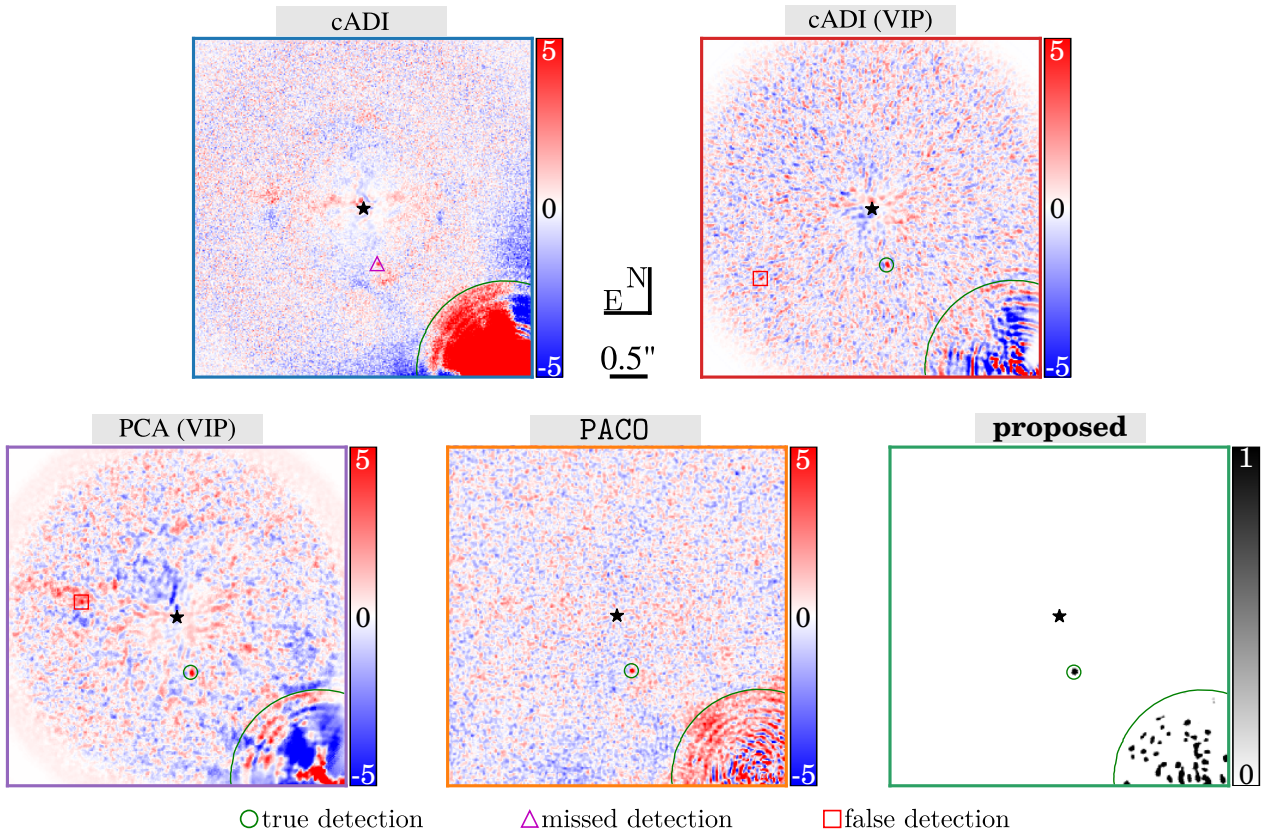 cADI
cADI (VIP)
5
0
-5
5
0
-5
N
E
0.5"
PCA (VIP)
PACO
proposed
5
0
-5
5
0
-5
1
0
true detection
missed detection
false detection